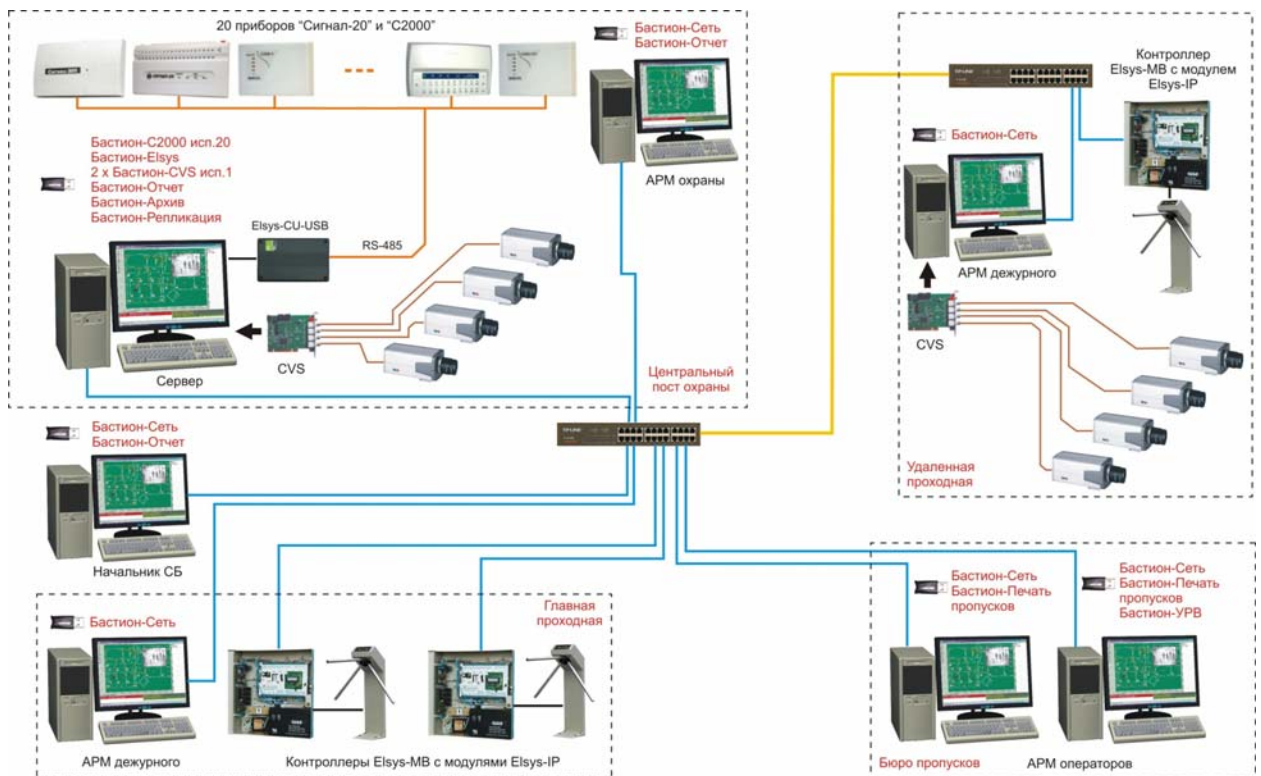 20 приборов "Сигнал-20" и "С2000"
Бастион-Сеть
Бастион-Отчет
АРМ охраны
Бастион-С2000 исп.20
Бастион-Elsys
2 x Бастион-CVS исп.1
Бастион-Отчет
Бастион-Архив
Бастион-Репликация
Elsys-CU-USB
RS-485
CVS
Сервер
Центральный
пост охраны
Контроллер
Elsys-MB с модулем
Elsys-IP
Бастион-Сеть
АРМ дежурного
CVS
Удаленная
проходная
TP-LINK
TP-LINK
Бастион-Сеть
Бастион-Отчет
Начальник СБ
Бастион-Сеть
Главная
проходная
АРМ дежурного
Контроллеры Elsys-MB с модулями Elsys-IP
Бастион-Сеть
Бастион-Печать
пропусков
Бастион-Сеть
Бастион-Печать
пропусков
Бастион-УРВ
Бюро пропусков
АРМ операторов